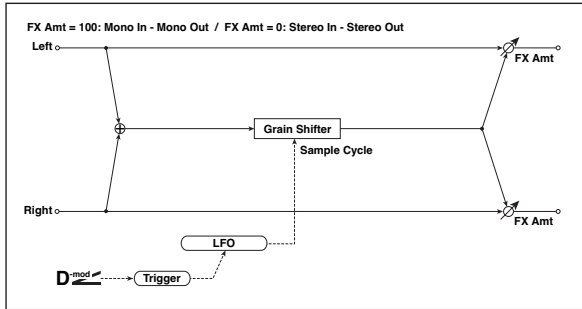 FX Amt = 100: Mono In - Mono Out / FX Amt = 0: Stereo In - Stereo Out
Left
FX Amt
Grain Shifter
Sample Cycle
Right
FX Amt
LFO
D-mod
Trigger